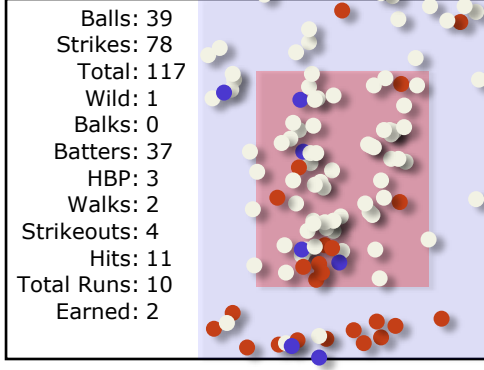 Balls: 39
Strikes: 78
Total: 117
Wild: 1
Balks: 0
Batters: 37
HBP: 3
Walks: 2
Strikeouts: 4
Hits: 11
Total Runs: 10
Earned: 2